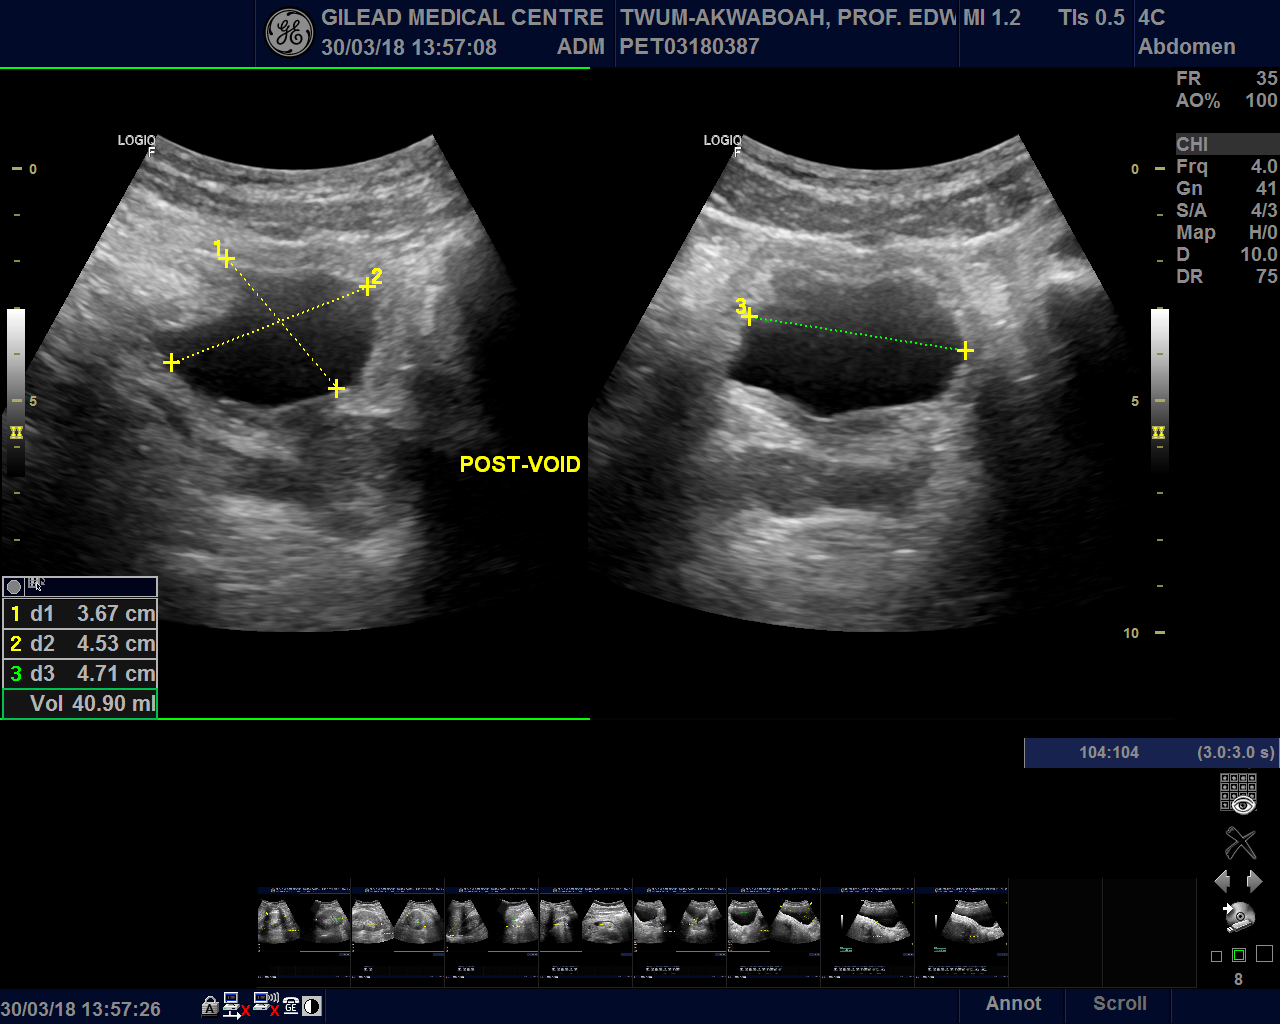 GILEAD MEDICAL CENTRE
30/03/18 13:57:08 ADM
TWUM-AKWABOAH, PROF. EDW
PET03180387
MI 1.2 TIs 0.5
4C
Abdomen
FR 35
AO% 100
CHI
Frq 4.0
Gn 41
S/A 4/3
Map H/0
D 10.0
DR 75
LOGIQ
F
LOGIQ
F
0
5
0
5
10
1
2
3
POST-VOID
1 d1 3.67 cm
2 d2 4.53 cm
3 d3 4.71 cm
Vol 40.90 ml
104:104 (3.0:3.0 s)
8
30/03/18 13:57:26
Annot
Scroll